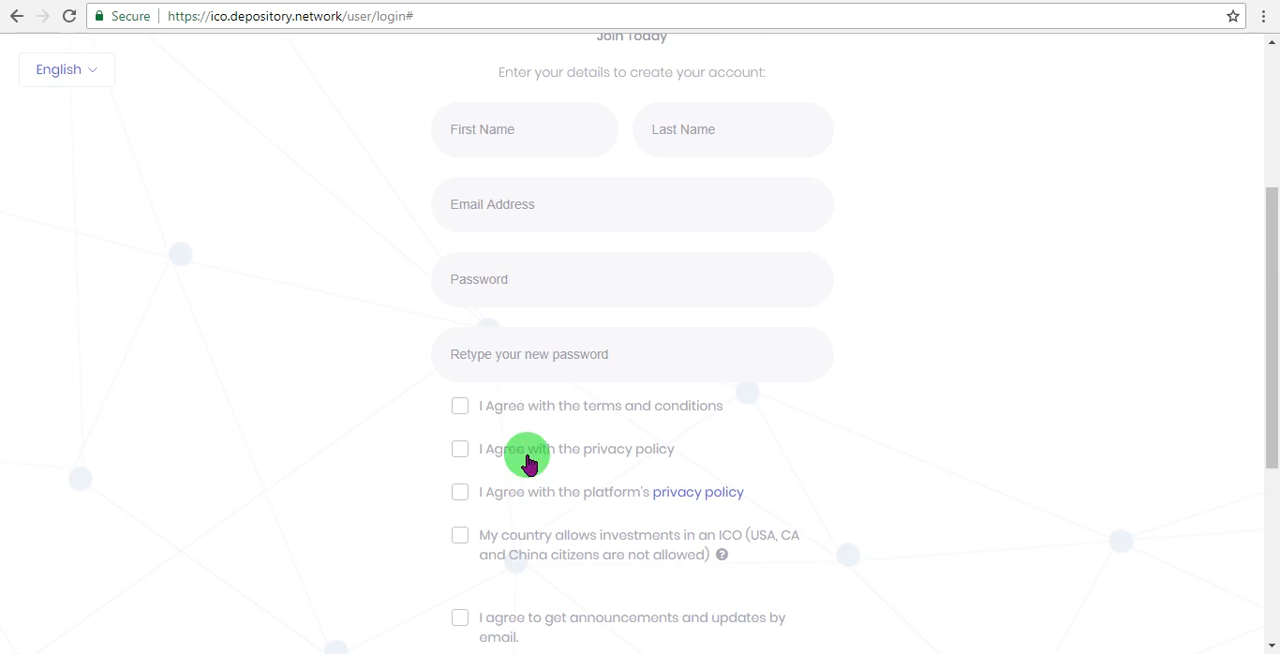 Secure https://ico.depository.network/user/login#
Join Today
English
Enter your details to create your account:
First Name Last Name
Email Address
Password
Retype your new password
I Agree with the terms and conditions
I Agree with the privacy policy
I Agree with the platform's privacy policy
My country allows investments in an ICO (USA, CA
and China citizens are not allowed) ?
I agree to get announcements and updates by
email.